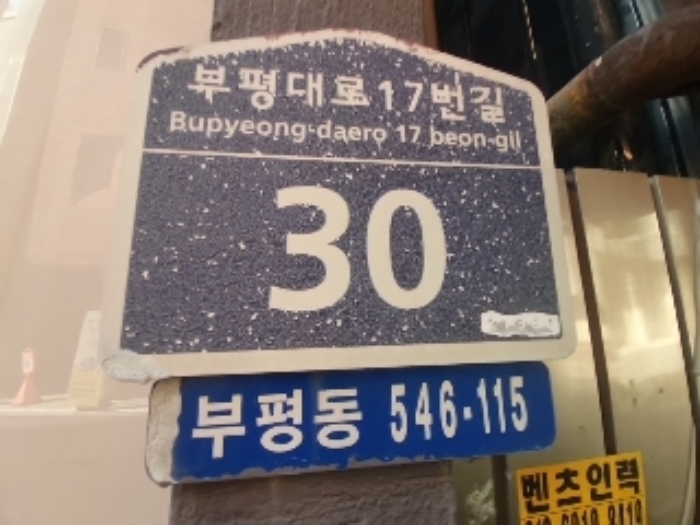 부평대로17번길
Bupyeong-daero 17 beon-gil
30
부평동 546-115
벤츠인력